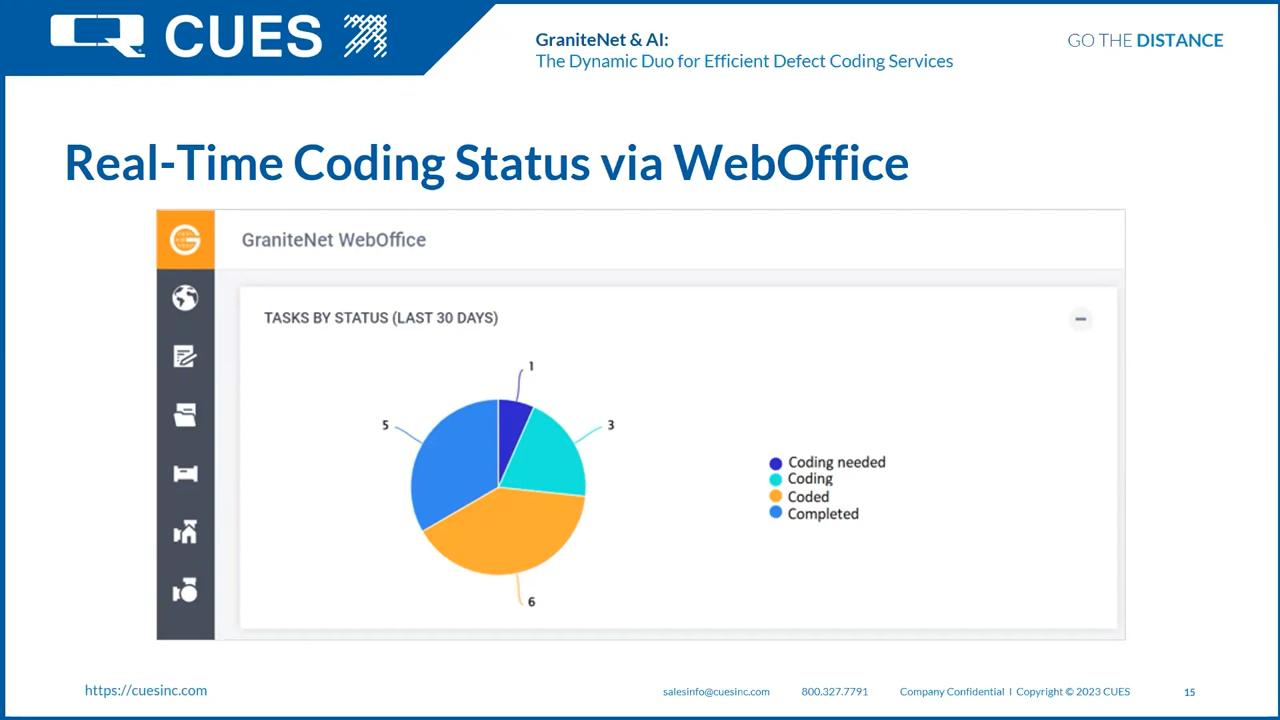 CUES
GraniteNet & AI:
The Dynamic Duo for Efficient Defect Coding Services
GO THE DISTANCE
Real-Time Coding Status via WebOffice
GraniteNet WebOffice
TASKS BY STATUS (LAST 30 DAYS)
1
5
3
6
Coding needed
Coding
Coded
Completed
https://cuesinc.com
salesinfo@cuesinc.com
800.327.7791
Company Confidential I Copyright © 2023 CUES
15